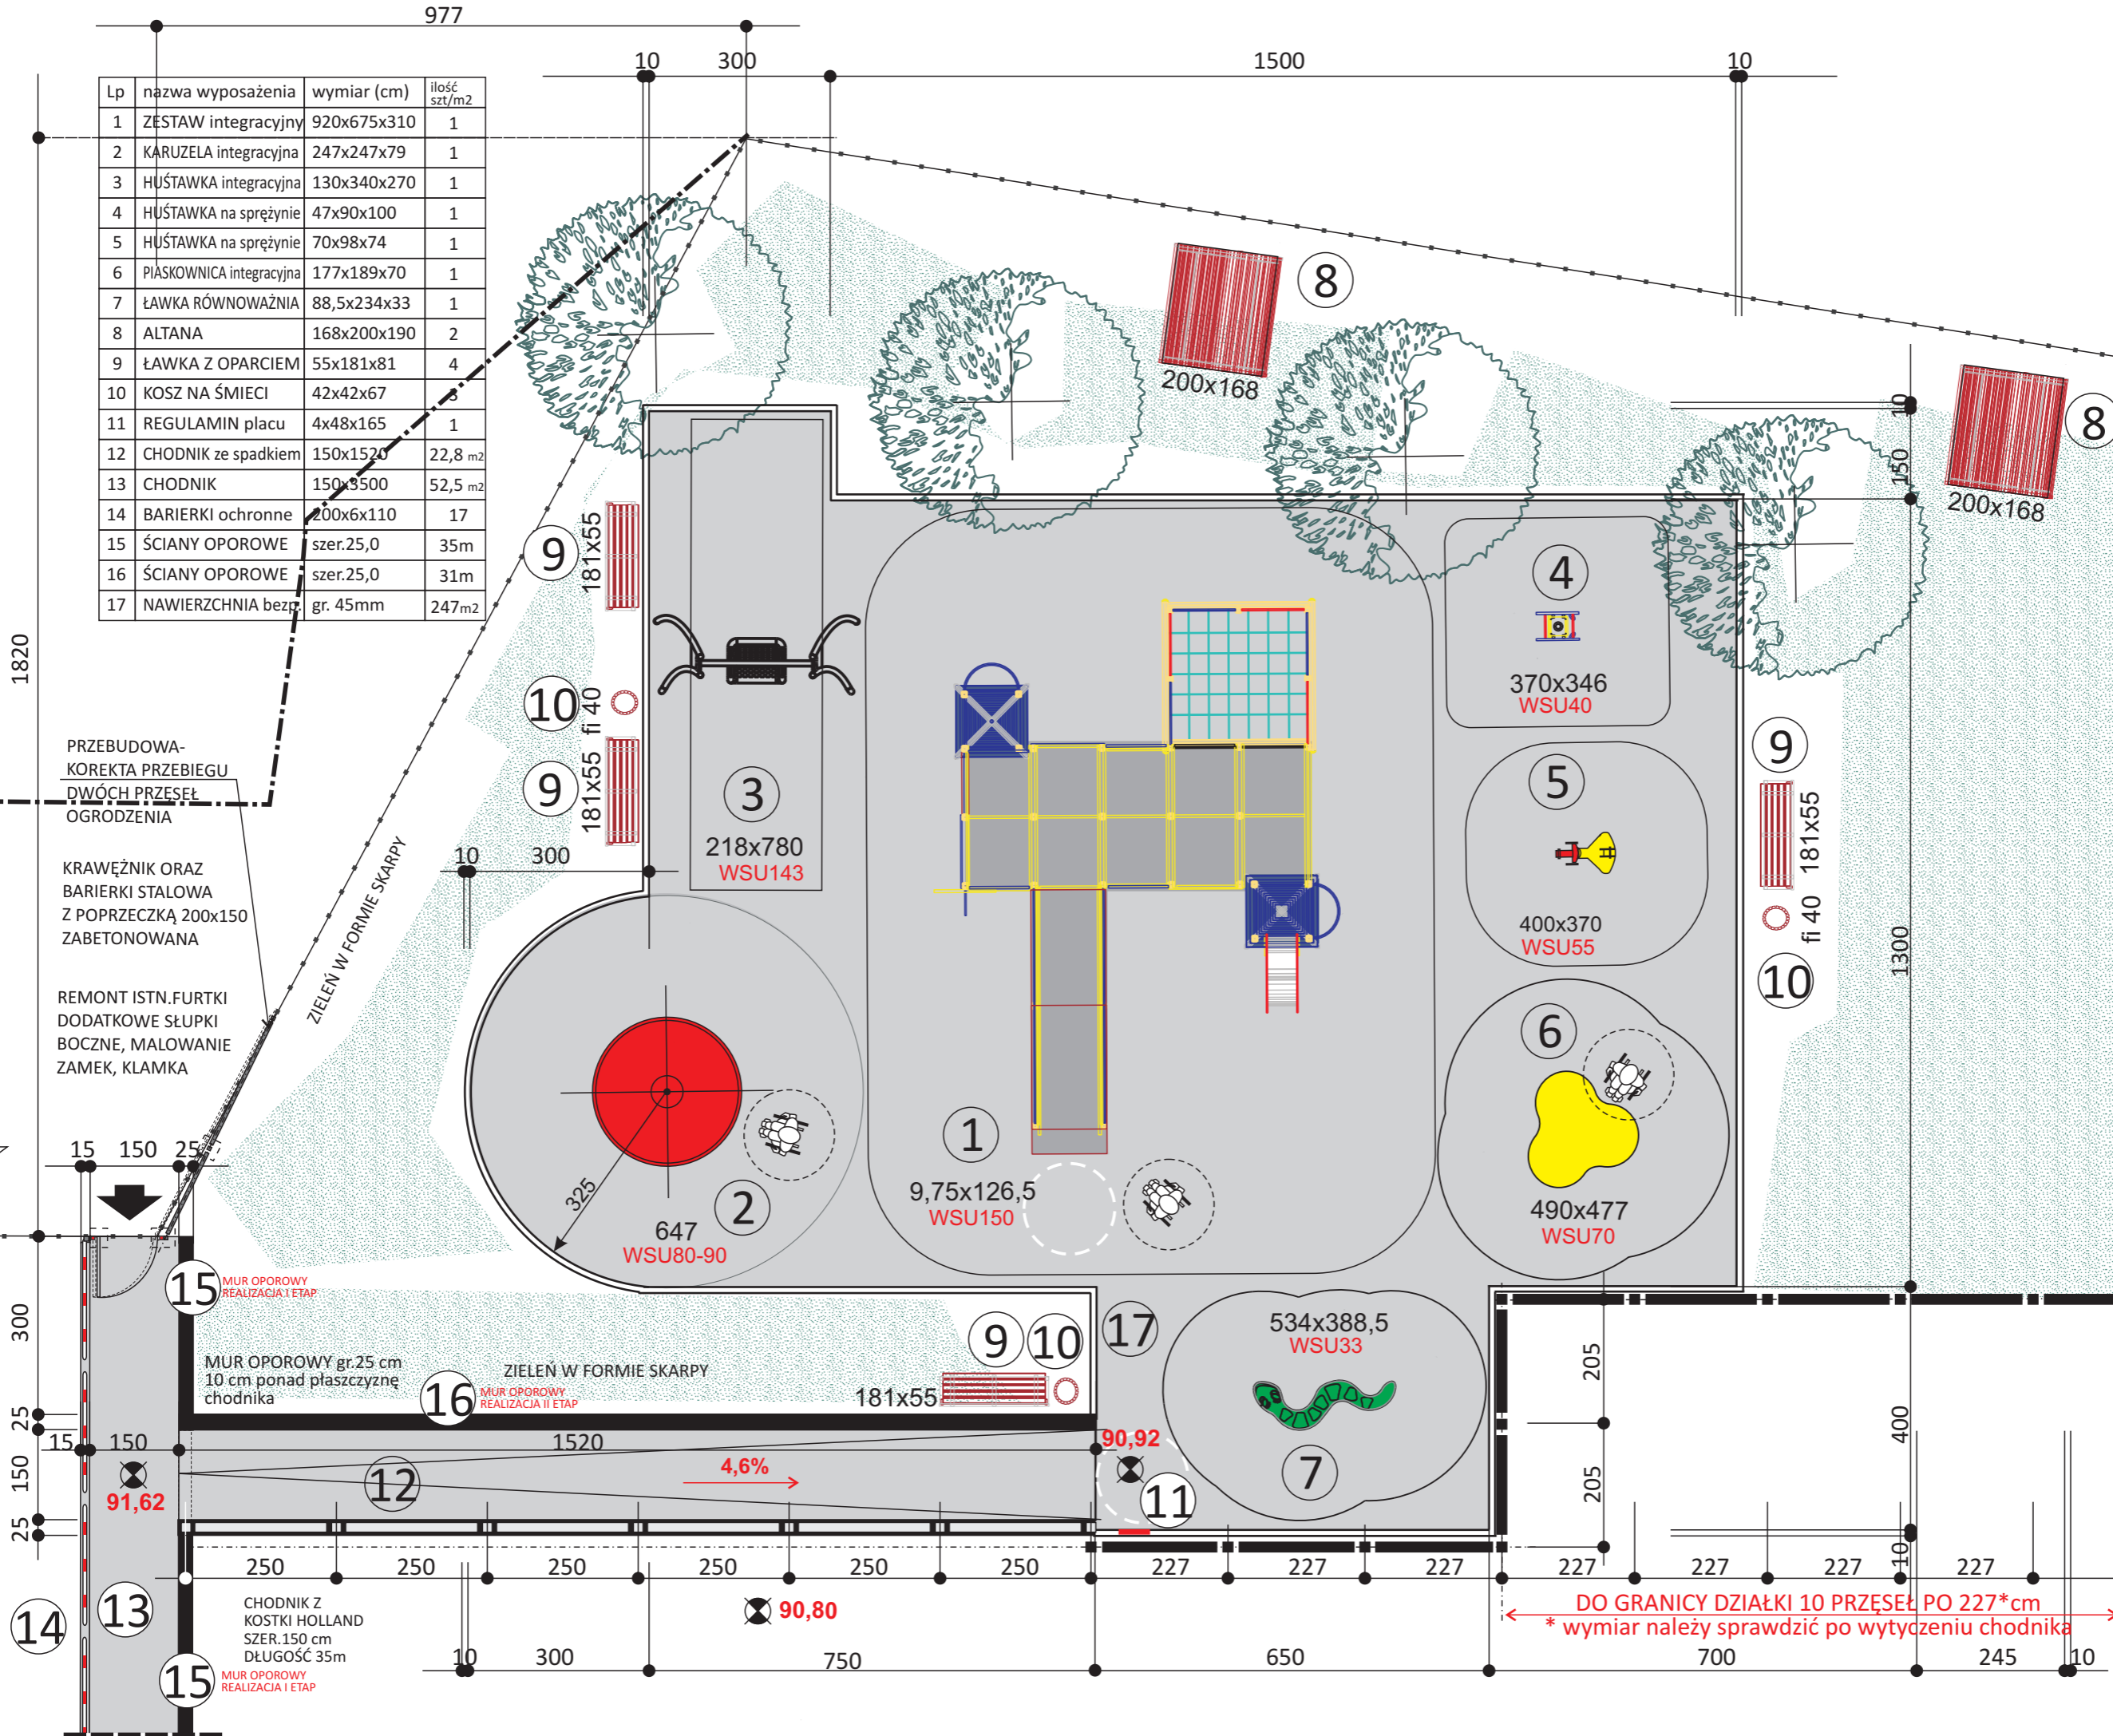 977
10 300 1500 10
Lp nazwa wyposażenia wymiar (cm) ilość szt/m2
1 ZESTAW integracyjny 920x675x310 1
2 KARUZELA integracyjna 247x247x79 1
3 HUŚTAWKA integracyjna 130x340x270 1
4 HUŚTAWKA na sprężynie 47x90x100 1
5 HUŚTAWKA na sprężynie 70x98x74 1
6 PIASKOWNICA integracyjna 177x189x70 1
7 ŁAWKA RÓWNOWAŻNIA 88,5x234x33 1
8 ALTANA 168x200x190 2
9 ŁAWKA Z OPARCIEM 55x181x81 4
10 KOSZ NA ŚMIECI 42x42x67 3
11 REGULAMIN placu 4x48x165 1
12 CHODNIK ze spadkiem 150x1520 22,8 m2
13 CHODNIK 150x3500 52,5 m2
14 BARIERKI ochronne 200x6x110 17
15 ŚCIANY OPOROWE szer.25,0 35m
16 ŚCIANY OPOROWE szer.25,0 31m
17 NAWIERZCHNIA bezp. gr. 45mm 247m2
8
200x168
8
200x168
10
150
1300
400
10
1820
9
181x55
10
fi 40
9
181x55
10 300
3
218x780
WSU143
4
370x346
WSU40
5
400x370
WSU55
9
181x55
fi 40
10
6
490x477
WSU70
1
9,75x126,5
WSU150
2
325
647
WSU80-90
PRZEBUDOWA-
KOREKTA PRZEBIEGU
DWÓCH PRZĘSEŁ
OGRODZENIA
KRAWĘŻNIK ORAZ
BARIERKI STALOWA
Z POPRZECZKĄ 200x150
ZABETONOWANA
REMONT ISTN.FURTKI
DODATKOWE SŁUPKI
BOCZNE, MALOWANIE
ZAMEK, KLAMKA
ZIELEŃ W FORMIE SKARPY
15 150 25
15
MUR OPOROWY
REALIZACJA I ETAP
300
25
150
25
MUR OPOROWY gr.25 cm
10 cm ponad płaszczyznę
chodnika
ZIELEŃ W FORMIE SKARPY
16
MUR OPOROWY
REALIZACJA II ETAP
9 10
181x55
17
534x388,5
WSU33
7
205
205
15 150 1520
91,62
12
4,6%
90,92
11
250 250 250 250 250 250 227 227 227 227 227 227 227
14
13
CHODNIK Z
KOSTKI HOLLAND
SZER.150 cm
DŁUGOŚĆ 35m
90,80
DO GRANICY DZIAŁKI 10 PRZĘSEŁ PO 227*cm
* wymiar należy sprawdzić po wytyczeniu chodnika
15
MUR OPOROWY
REALIZACJA I ETAP
10 300 750 650 700 245 10